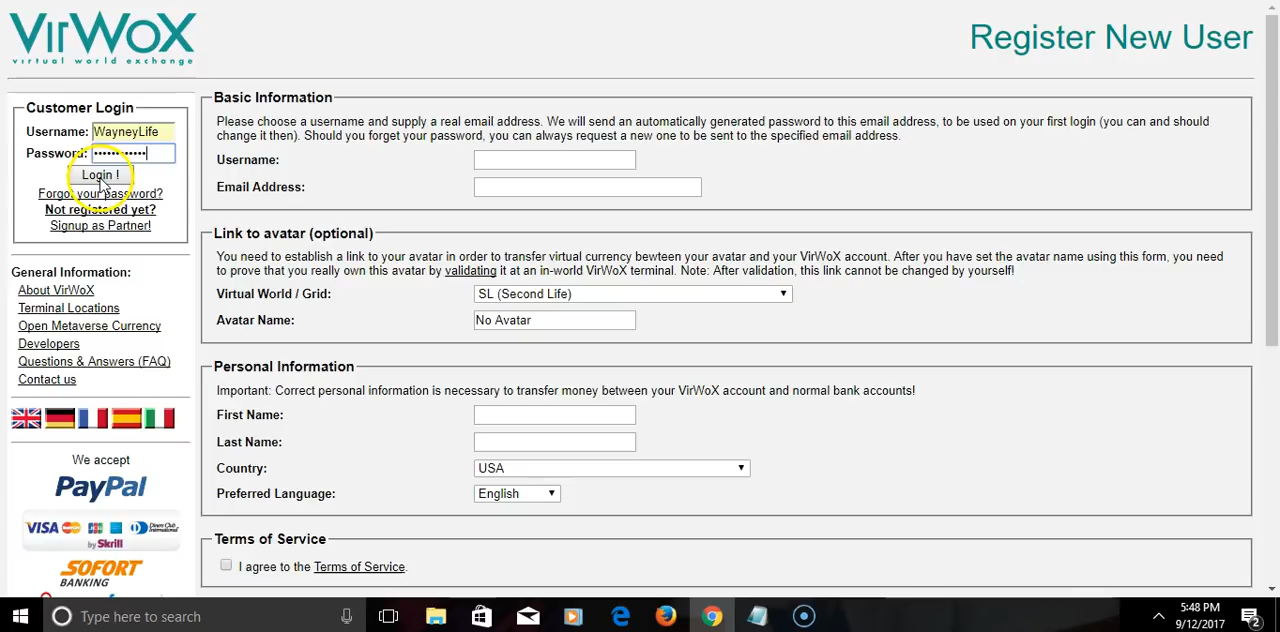 VirWoX
virtual world exchange
Register New User
Customer Login
Username: WayneyLife
Password: ••••••••••••
Login !
Forgot your password?
Not registered yet?
Signup as Partner!
General Information:
About VirWoX
Terminal Locations
Open Metaverse Currency
Developers
Questions & Answers (FAQ)
Contact us
We accept
PayPal
VISA
JCB
Diners Club
International
by Skrill
SOFORT
BANKING
Basic Information
Please choose a username and supply a real email address. We will send an automatically generated password to this email address, to be used on your first login (you can and should
change it then). Should you forget your password, you can always request a new one to be sent to the specified email address.
Username:
Email Address:
Link to avatar (optional)
You need to establish a link to your avatar in order to transfer virtual currency bewteen your avatar and your VirWoX account. After you have set the avatar name using this form, you need
to prove that you really own this avatar by validating it at an in-world VirWoX terminal. Note: After validation, this link cannot be changed by yourself!
Virtual World / Grid: SL (Second Life)
Avatar Name: No Avatar
Personal Information
Important: Correct personal information is necessary to transfer money between your VirWoX account and normal bank accounts!
First Name:
Last Name:
Country: USA
Preferred Language: English
Terms of Service
I agree to the Terms of Service.
Type here to search
5:48 PM
9/12/2017
2